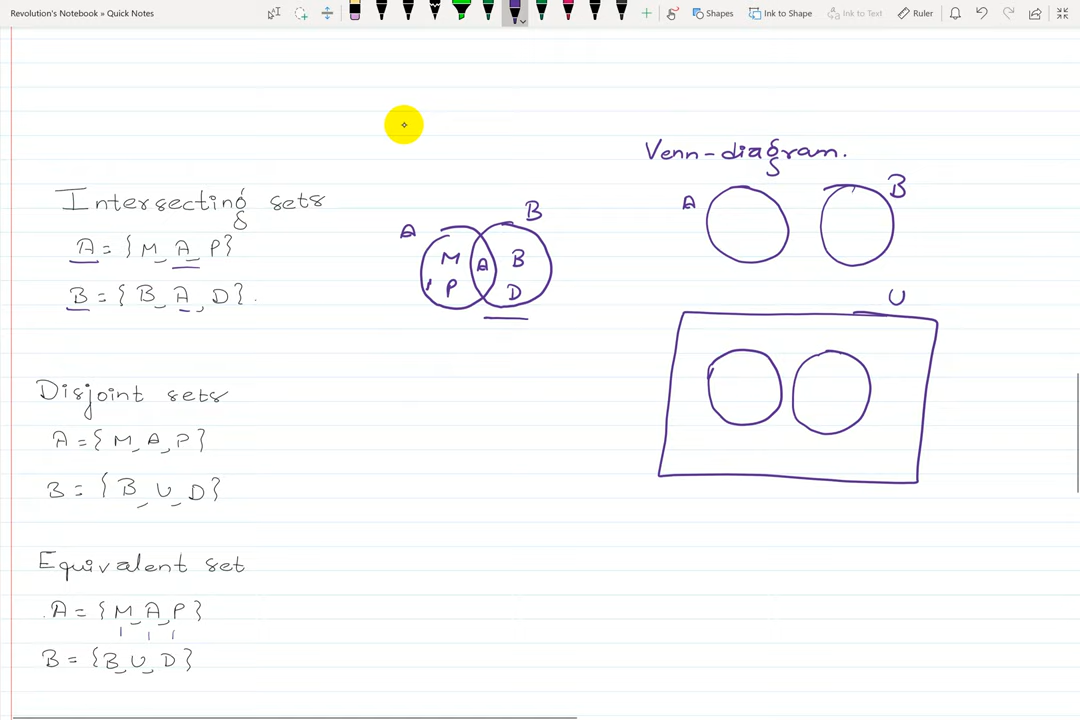 Revolution's Notebook » Quick Notes
Shapes
Ink to Shape
Ink to Text
Ruler
Venn-diagram.
A
B
Intersecting sets
A = {M, A, P}
B = {B, A, D}.
A
B
M
A
B
P
D
U
Disjoint sets
A = {M, A, P}
B = {B, U, D}
Equivalent set
A = {M, A, P}
B = {B, U, D}